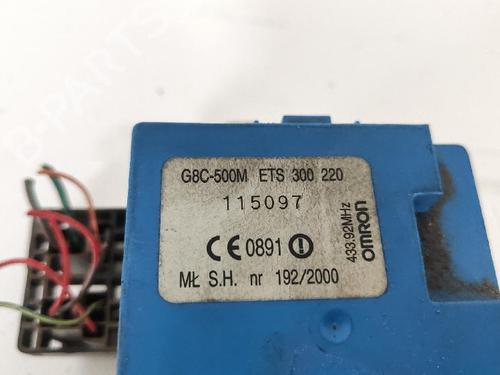 G8C-500M ETS 300 220
115097
CE 0891
MŁ S.H. nr 192/2000
433.92MHz
OMRON